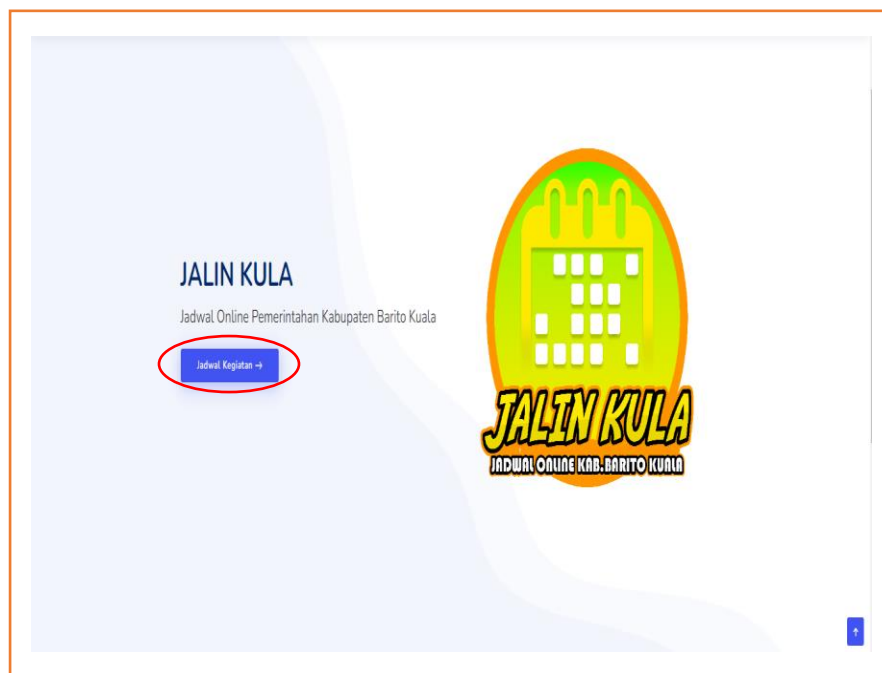 JALIN KULA
Jadwal Online Pemerintahan Kabupaten Barito Kuala
Jadwal Kegiatan →
JALIN KULA
JADWAL ONLINE KAB. BARITO KUALA